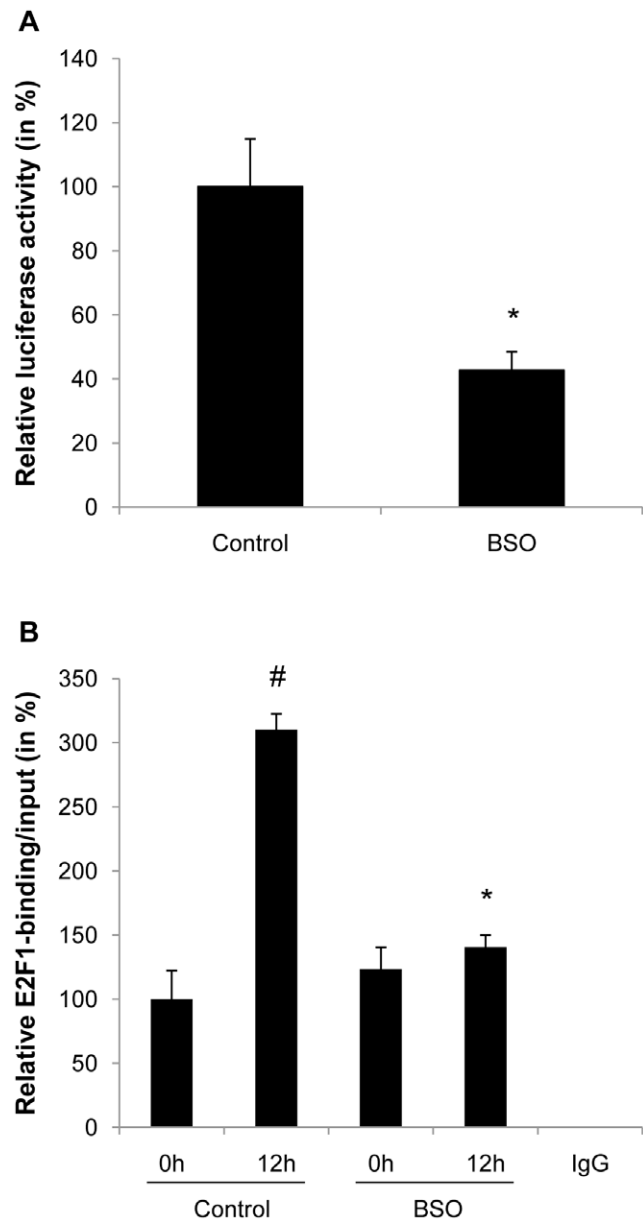 A
Relative luciferase activity (in %)
140
120
100
80
60
40
20
0
*
Control BSO
B
Relative E2F1-binding/input (in %)
350
300
250
200
150
100
50
0
#
*
0h 12h 0h 12h IgG
Control BSO